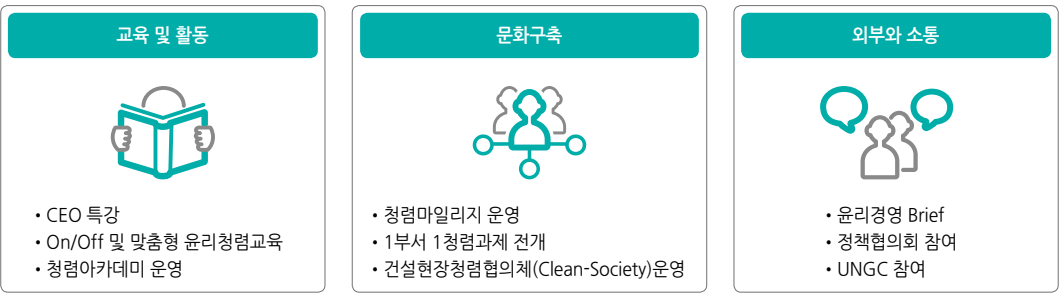 교육 및 활동
• CEO 특강
• On/Off 및 맞춤형 윤리청렴교육
• 청렴아카데미 운영
문화구축
• 청렴마일리지 운영
• 1부서 1청렴과제 전개
• 건설현장청렴협의체(Clean-Society)운영
외부와 소통
• 윤리경영 Brief
• 정책협의회 참여
• UNGC 참여